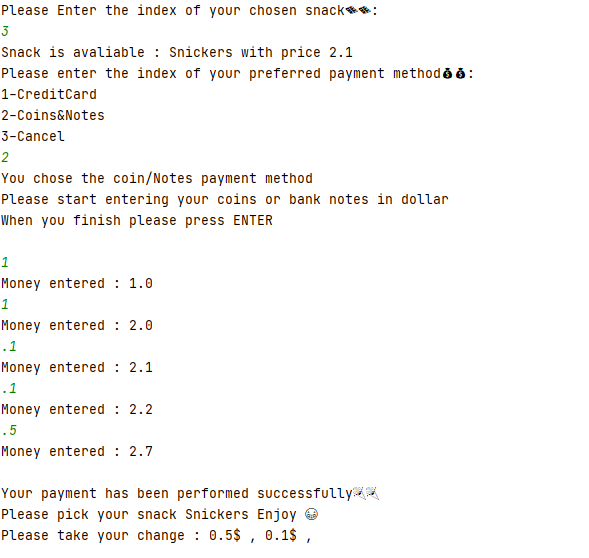 Please Enter the index of your chosen snack🍫🍫:
3
Snack is avaliable : Snickers with price 2.1
Please enter the index of your preferred payment method💰💰:
1-CreditCard
2-Coins&Notes
3-Cancel
2
You chose the coin/Notes payment method
Please start entering your coins or bank notes in dollar
When you finish please press ENTER
1
Money entered : 1.0
1
Money entered : 2.0
.1
Money entered : 2.1
.1
Money entered : 2.2
.5
Money entered : 2.7
Your payment has been performed successfully🎉🎉
Please pick your snack Snickers Enjoy 😂
Please take your change : 0.5$ , 0.1$ ,